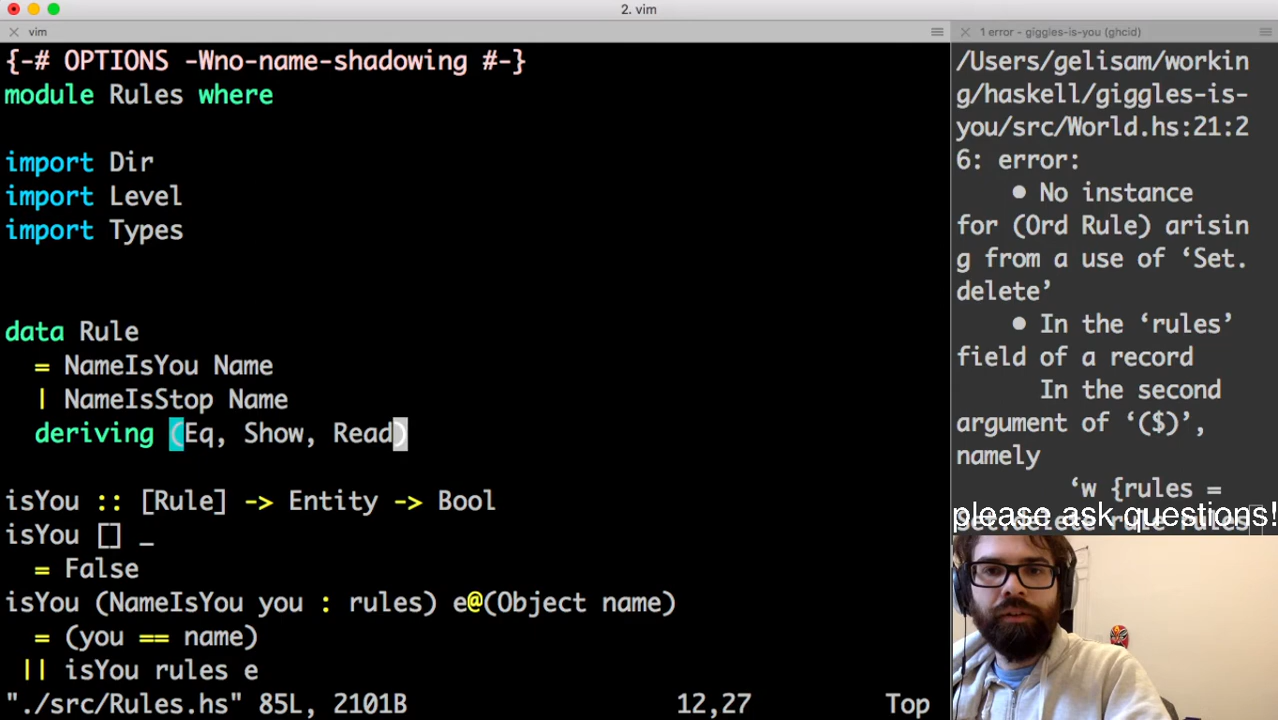 2. vim
vim
1 error - giggles-is-you (ghcid)
{-# OPTIONS -Wno-name-shadowing #-}
module Rules where
import Dir
import Level
import Types
data Rule
= NameIsYou Name
| NameIsStop Name
deriving (Eq, Show, Read)
isYou :: [Rule] -> Entity -> Bool
isYou [] _
= False
isYou (NameIsYou you : rules) e@(Object name)
= (you == name)
|| isYou rules e
"./src/Rules.hs" 85L, 2101B 12,27 Top
/Users/gelisam/workin
g/haskell/giggles-is-
you/src/World.hs:21:2
6: error:
• No instance
for (Ord Rule) arisin
g from a use of ‘Set.
delete’
• In the ‘rules’
field of a record
In the second
argument of ‘($)’,
namely
‘w {rules =
Set.delete rule rules
please ask questions!